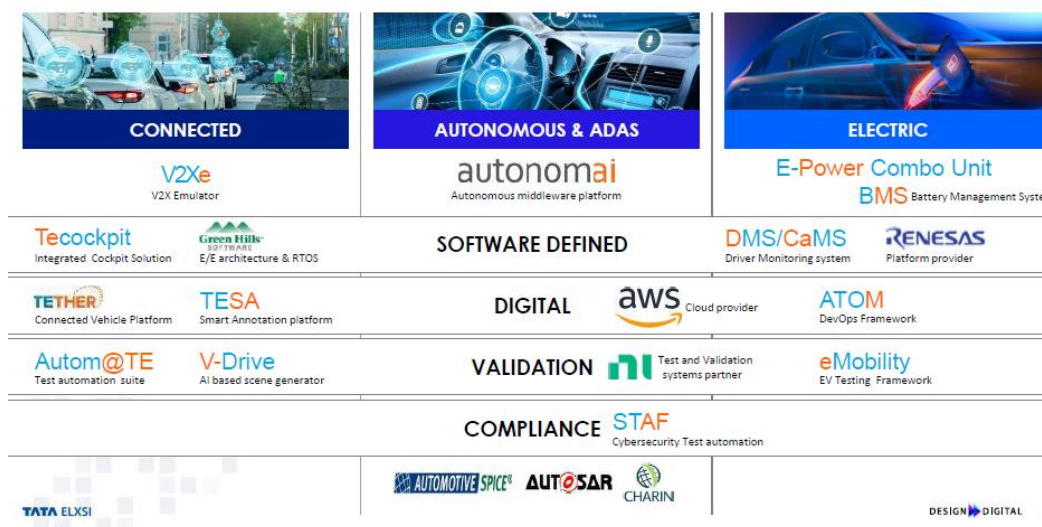 CONNECTED
AUTONOMOUS & ADAS
ELECTRIC
V2Xe
V2X Emulator
autonomai
Autonomous middleware platform
E-Power Combo Unit
BMS Battery Management Syste
Tecockpit
Integrated Cockpit Solution
Green Hills
SOFTWARE
E/E architecture & RTOS
SOFTWARE DEFINED
DMS/CaMS
Driver Monitoring system
RENESAS
Platform provider
TETHER
Connected Vehicle Platform
TESA
Smart Annotation platform
DIGITAL
aws
Cloud provider
ATOM
DevOps Framework
Autom@TE
Test automation suite
V-Drive
AI based scene generator
VALIDATION
ni
Test and Validation
systems partner
eMobility
EV Testing Framework
COMPLIANCE
STAF
Cybersecurity Test automation
AUTOMOTIVE SPICE®
AUTOSAR
CHARIN
TATA ELXSI
DESIGN DIGITAL